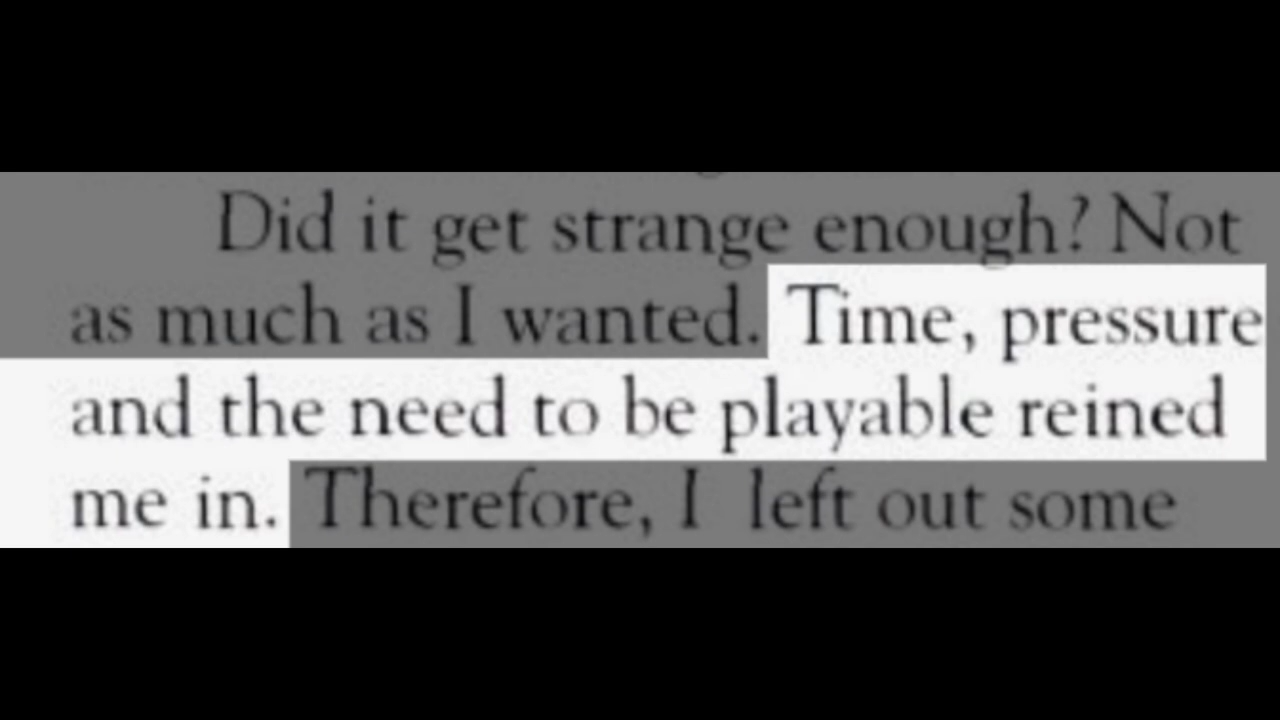 Did it get strange enough? Not
as much as I wanted. Time, pressure
and the need to be playable reined
me in. Therefore, I left out some